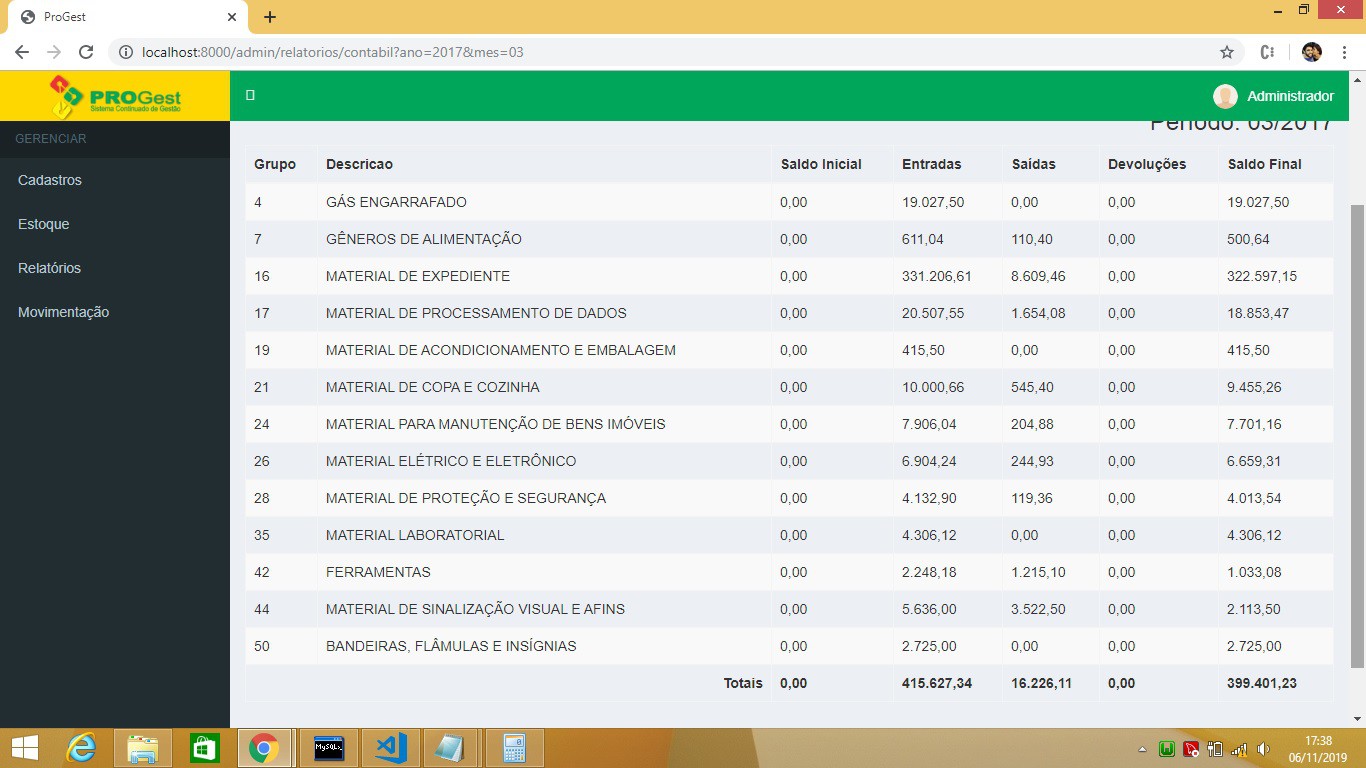 ProGest
localhost:8000/admin/relatorios/contabil?ano=2017&mes=03
PROGest
Sistema Continuado de Gestão
Administrador
GERENCIAR
Cadastros
Estoque
Relatórios
Movimentação
Período: 03/2017
Grupo Descricao Saldo Inicial Entradas Saídas Devoluções Saldo Final
4 GÁS ENGARRAFADO 0,00 19.027,50 0,00 0,00 19.027,50
7 GÊNEROS DE ALIMENTAÇÃO 0,00 611,04 110,40 0,00 500,64
16 MATERIAL DE EXPEDIENTE 0,00 331.206,61 8.609,46 0,00 322.597,15
17 MATERIAL DE PROCESSAMENTO DE DADOS 0,00 20.507,55 1.654,08 0,00 18.853,47
19 MATERIAL DE ACONDICIONAMENTO E EMBALAGEM 0,00 415,50 0,00 0,00 415,50
21 MATERIAL DE COPA E COZINHA 0,00 10.000,66 545,40 0,00 9.455,26
24 MATERIAL PARA MANUTENÇÃO DE BENS IMÓVEIS 0,00 7.906,04 204,88 0,00 7.701,16
26 MATERIAL ELÉTRICO E ELETRÔNICO 0,00 6.904,24 244,93 0,00 6.659,31
28 MATERIAL DE PROTEÇÃO E SEGURANÇA 0,00 4.132,90 119,36 0,00 4.013,54
35 MATERIAL LABORATORIAL 0,00 4.306,12 0,00 0,00 4.306,12
42 FERRAMENTAS 0,00 2.248,18 1.215,10 0,00 1.033,08
44 MATERIAL DE SINALIZAÇÃO VISUAL E AFINS 0,00 5.636,00 3.522,50 0,00 2.113,50
50 BANDEIRAS, FLÂMULAS E INSÍGNIAS 0,00 2.725,00 0,00 0,00 2.725,00
Totais 0,00 415.627,34 16.226,11 0,00 399.401,23
MySQL
17:38
06/11/2019